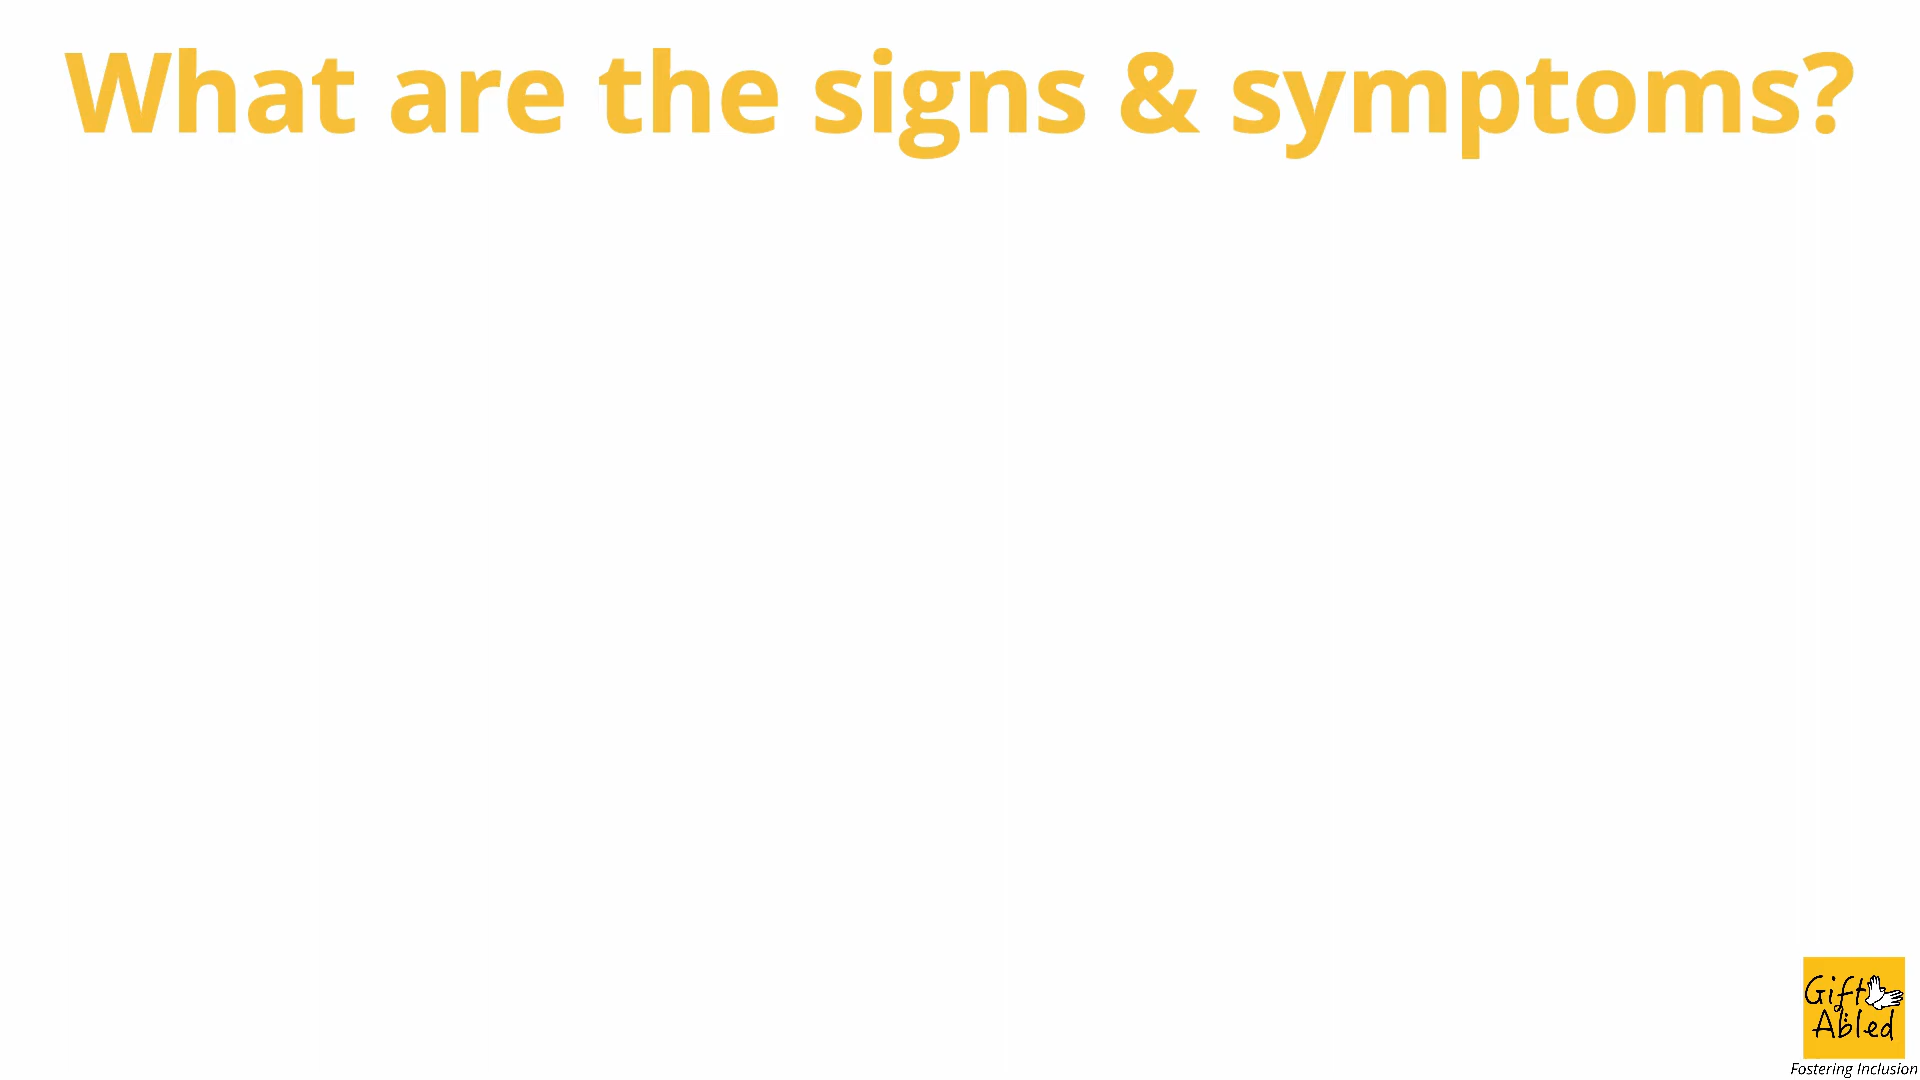 What are the signs & symptoms?
Gift
Abled
Fostering Inclusion